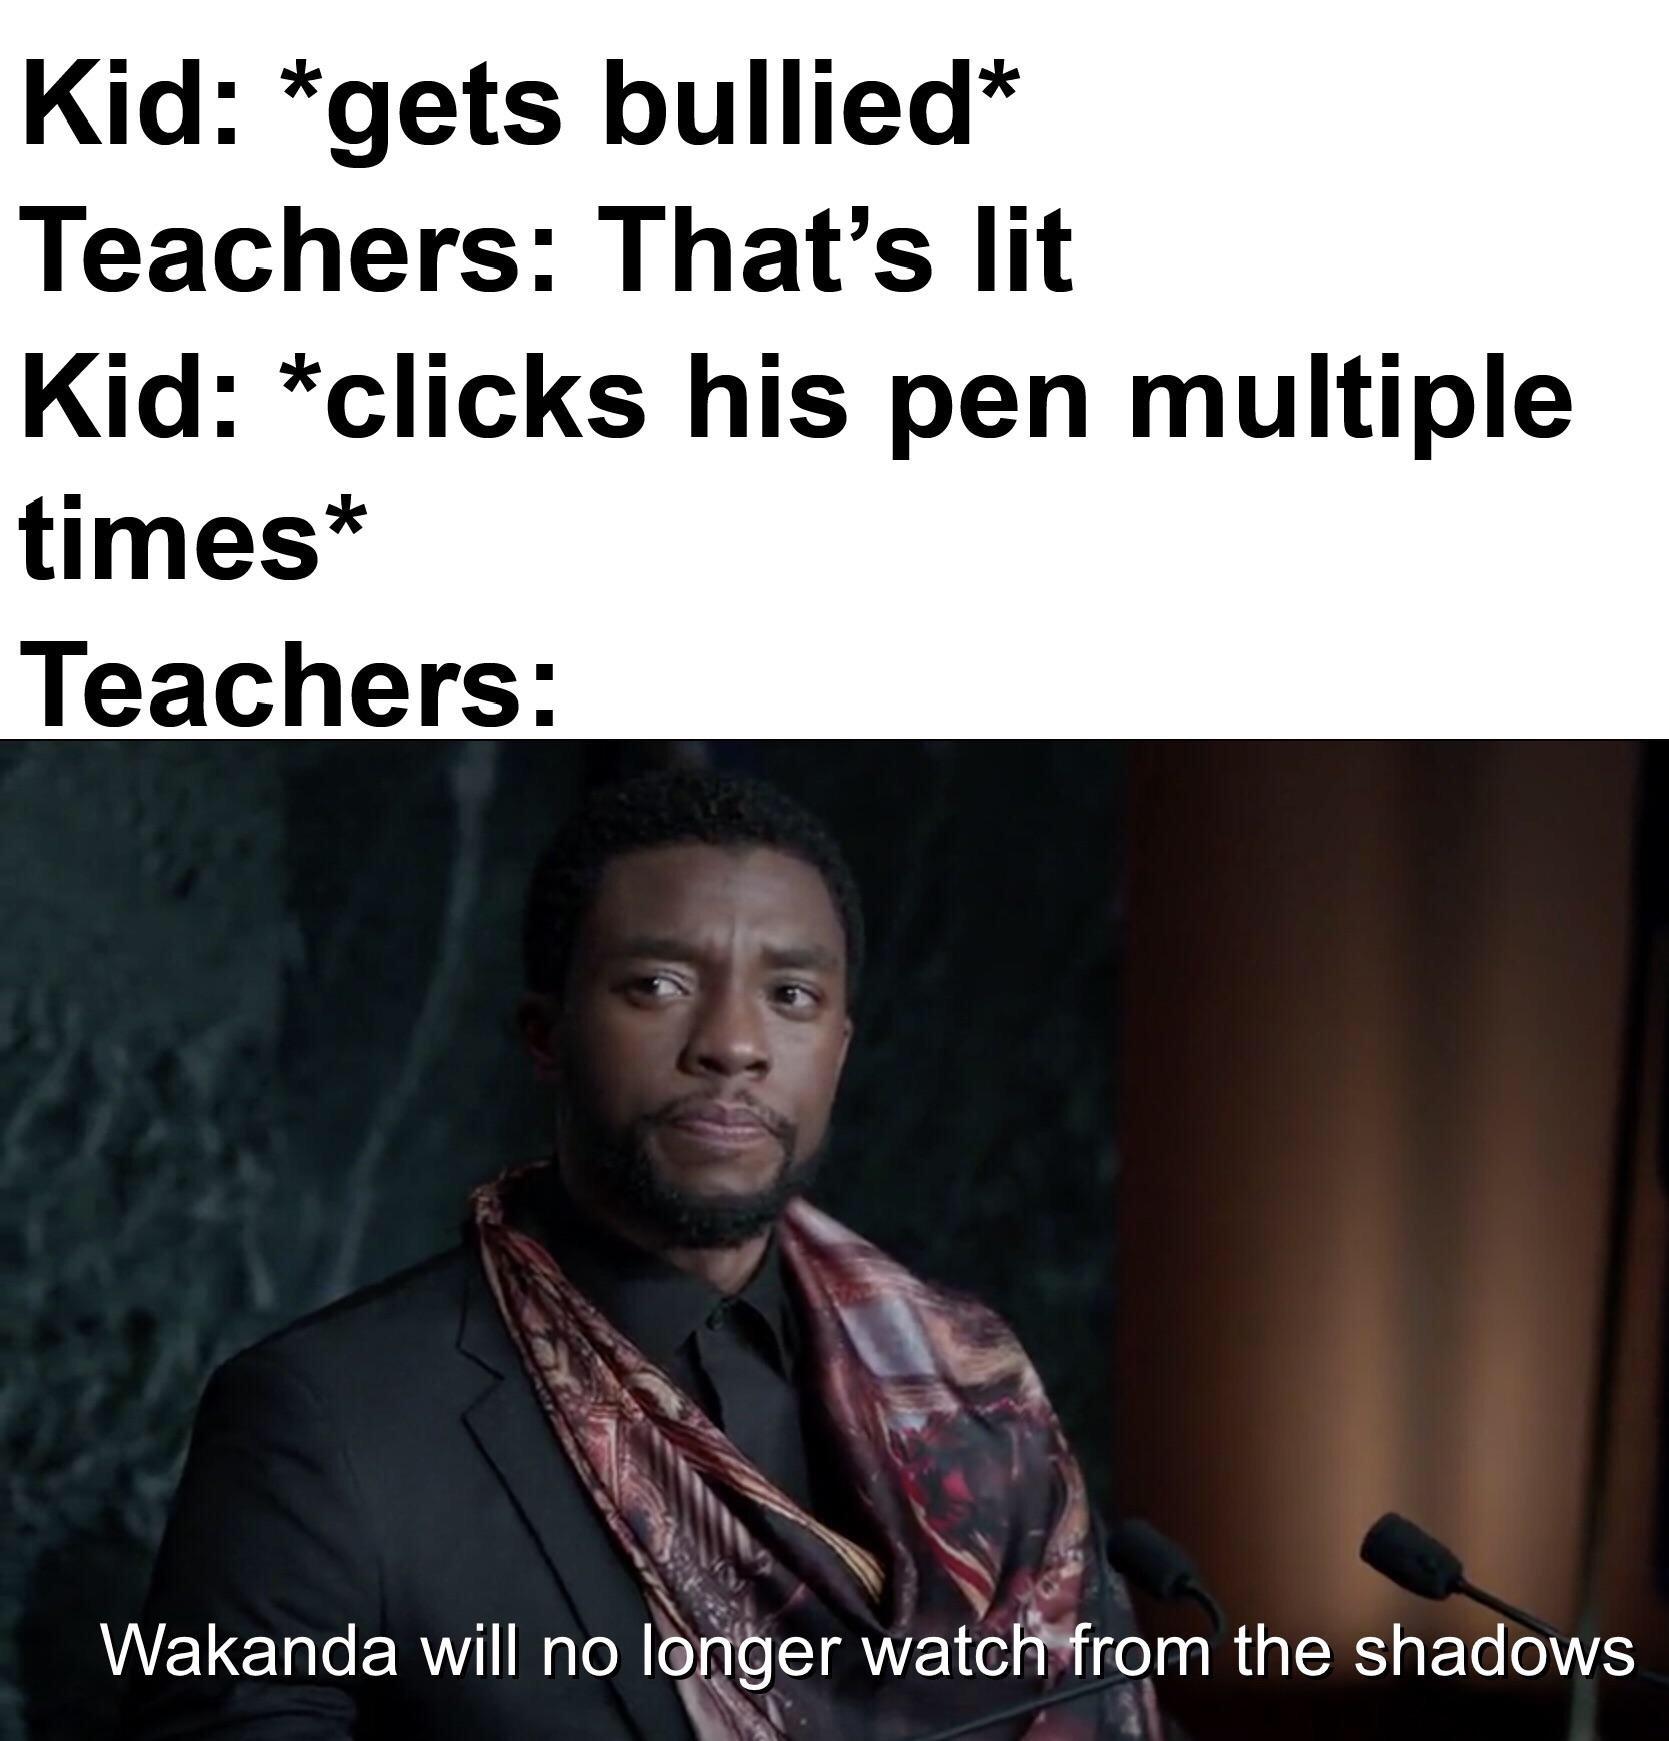 Kid: *gets bullied*
Teachers: That’s lit
Kid: *clicks his pen multiple
times*
Teachers:
Wakanda will no longer watch from the shadows